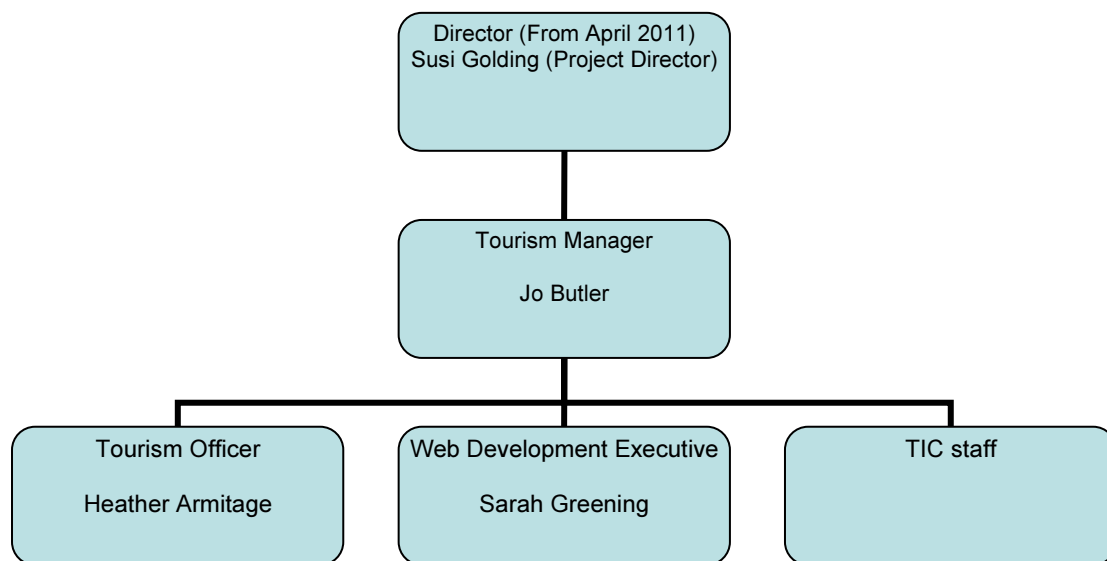 Director (From April 2011)
Susi Golding (Project Director)
Tourism Manager
Jo Butler
Tourism Officer
Heather Armitage
Web Development Executive
Sarah Greening
TIC staff